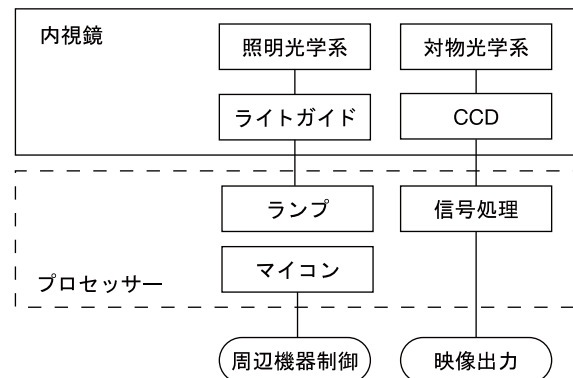 内視鏡
照明光学系
対物光学系
ライトガイド
CCD
ランプ
信号処理
マイコン
プロセッサー
周辺機器制御
映像出力